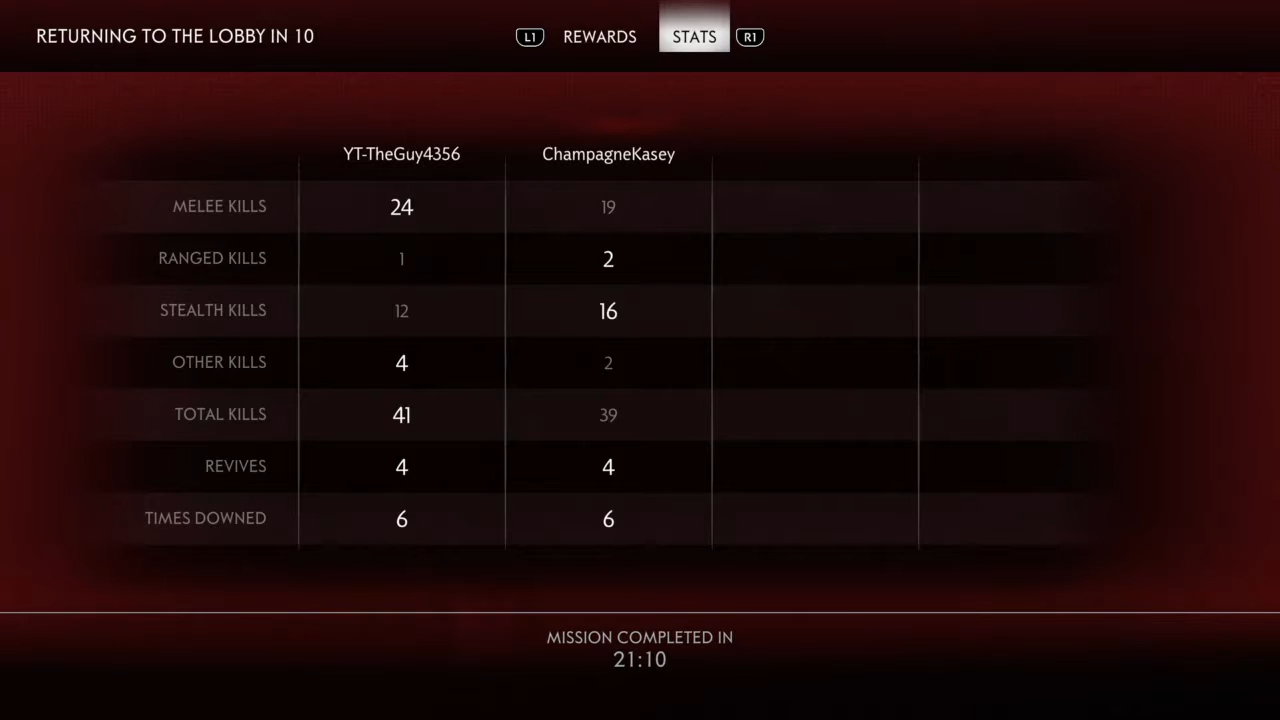 RETURNING TO THE LOBBY IN 10
L1 REWARDS STATS R1
YT-TheGuy4356 ChampagneKasey
MELEE KILLS 24 19
RANGED KILLS 1 2
STEALTH KILLS 12 16
OTHER KILLS 4 2
TOTAL KILLS 41 39
REVIVES 4 4
TIMES DOWNED 6 6
MISSION COMPLETED IN
21:10